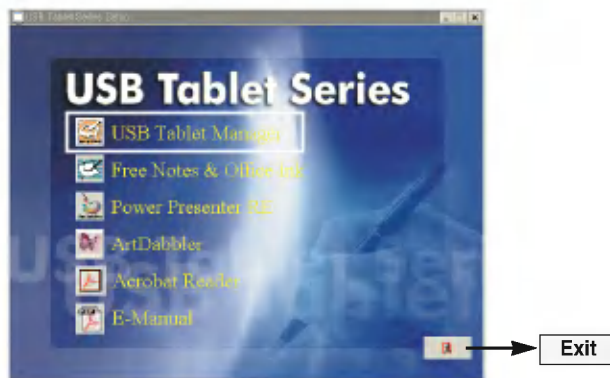 USB Tablet Series Setup
USB Tablet Series
USB Tablet Manager
Free Notes & Office Ink
Power Presenter RE
ArtDabbler
Acrobat Reader
E-Manual
Exit